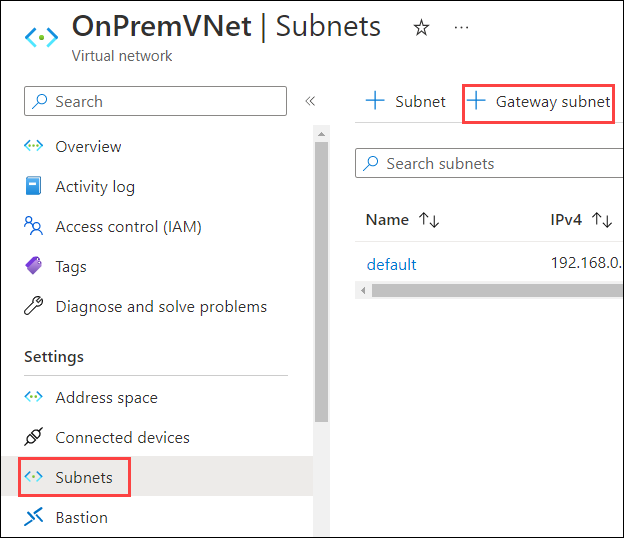 OnPremVNet | Subnets
Virtual network
Search
Overview
Activity log
Access control (IAM)
Tags
Diagnose and solve problems
Settings
Address space
Connected devices
Subnets
Bastion
Subnet
Gateway subnet
Search subnets
Name IPv4
default 192.168.0.